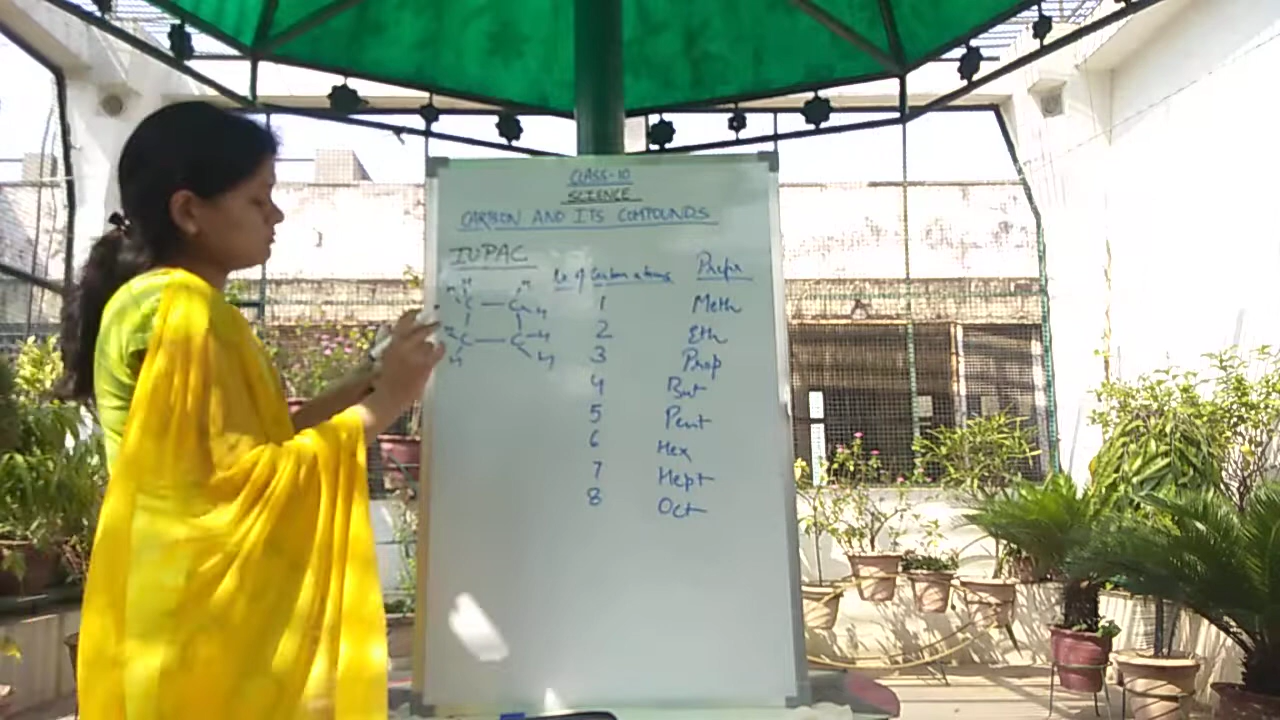 CLASS-10
SCIENCE
CARBON AND ITS COMPOUNDS
IUPAC
No of Carbon atoms Prefix
1 Meth
2 Eth
3 Prop
4 But
5 Pent
6 Hex
7 Hept
8 Oct
H H H
C — C H
H C — C H
H H